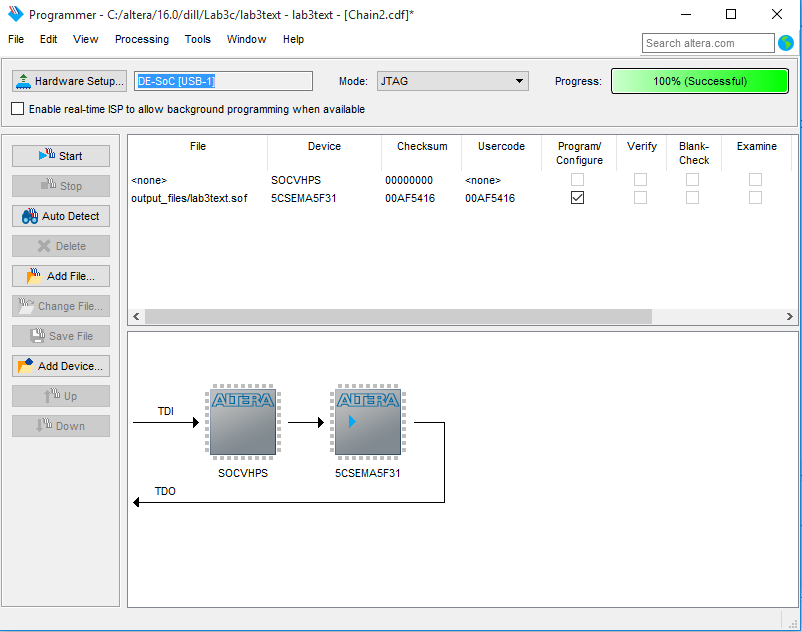 Programmer - C:/altera/16.0/dill/Lab3c/lab3text - lab3text - [Chain2.cdf]*
File Edit View Processing Tools Window Help
Search altera.com
Hardware Setup... DE-SoC [USB-1] Mode: JTAG Progress: 100% (Successful)
Enable real-time ISP to allow background programming when available
Start
Stop
Auto Detect
Delete
Add File...
Change File...
Save File
Add Device...
Up
Down
File Device Checksum Usercode Program/ Verify Blank- Examine
Configure Check
<none> SOCVHPS 00000000 <none>
output_files/lab3text.sof 5CSEMA5F31 00AF5416 00AF5416
TDI
ALTERA ALTERA
SOCVHPS 5CSEMA5F31
TDO